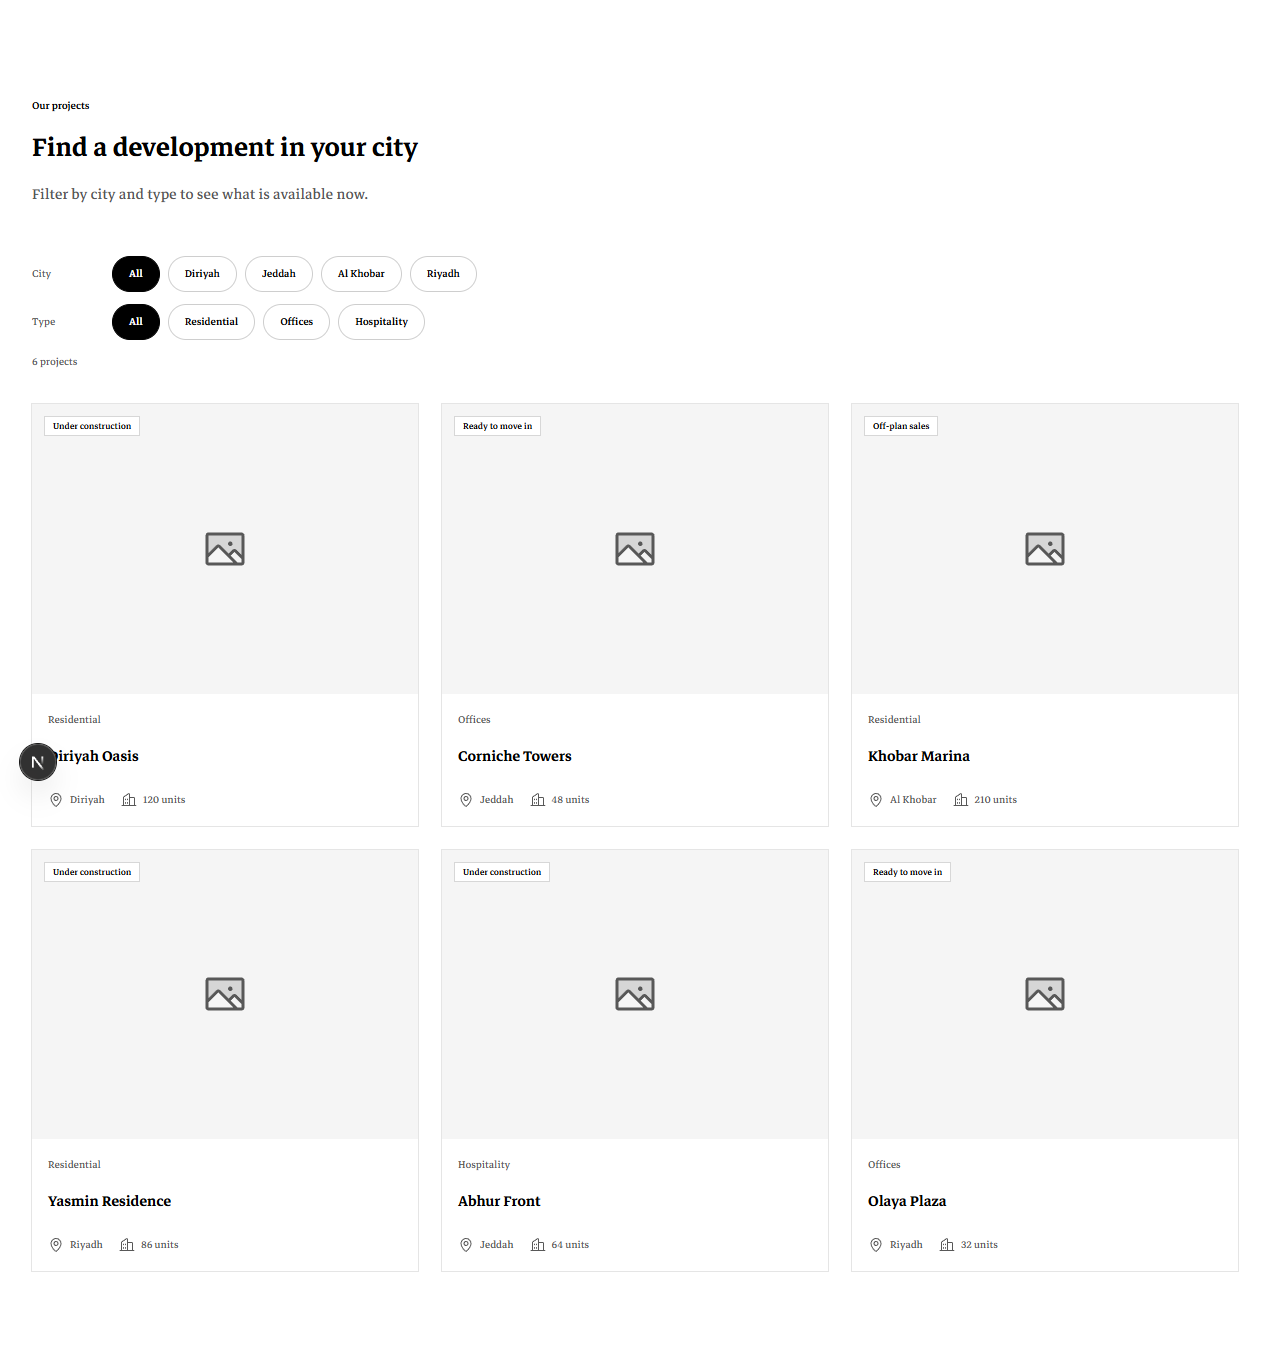 Our projects
Find a development in your city
Filter by city and type to see what is available now.
City All Diriyah Jeddah Al Khobar Riyadh
Type All Residential Offices Hospitality
6 projects
Under construction
Ready to move in
Off-plan sales
Residential
Offices
Residential
Diriyah Oasis
Corniche Towers
Khobar Marina
N
Diriyah 120 units
Jeddah 48 units
Al Khobar 210 units
Under construction
Under construction
Ready to move in
Residential
Hospitality
Offices
Yasmin Residence
Abhur Front
Olaya Plaza
Riyadh 86 units
Jeddah 64 units
Riyadh 32 units